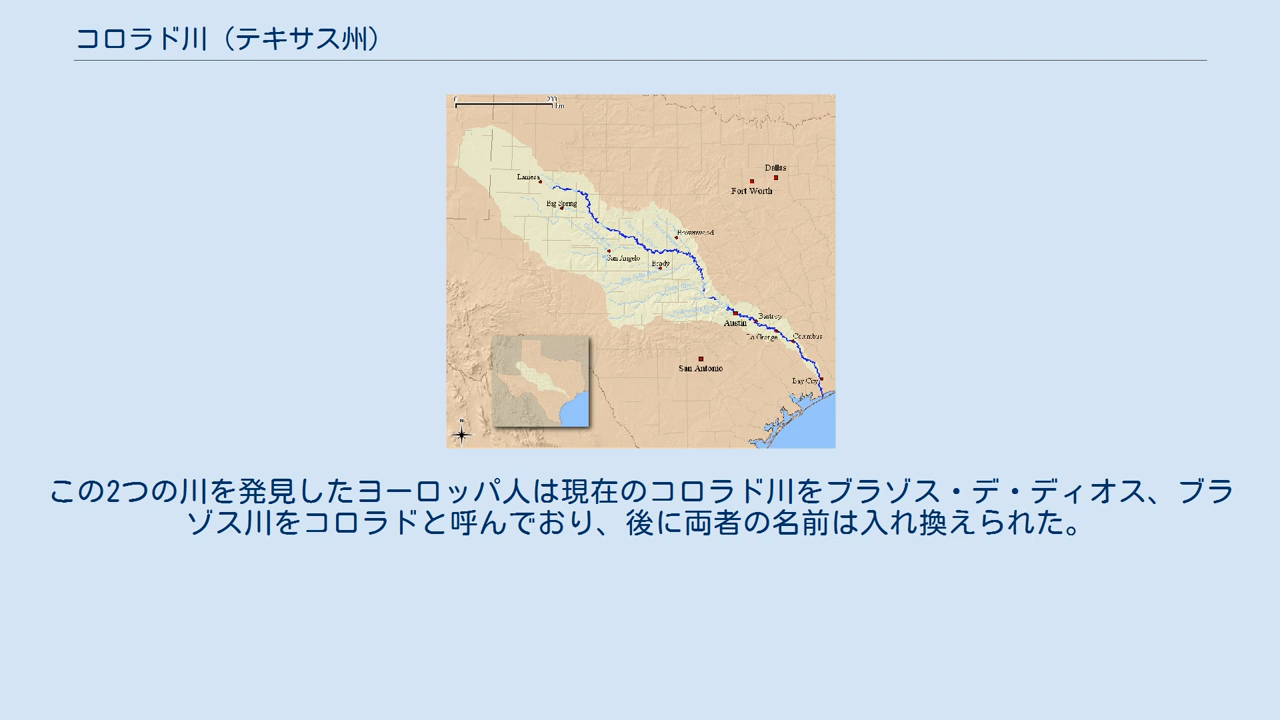 コロラド川（テキサス州）
0 200
km
Dallas
Fort Worth
Lamesa
Big Spring
Brownwood
San Angelo
Brady
Austin
Bastrop
La Grange
Columbus
San Antonio
Bay City
N
この2つの川を発見したヨーロッパ人は現在のコロラド川をブラゾス・デ・ディオス、ブラ
ゾス川をコロラドと呼んでおり、後に両者の名前は入れ換えられた。